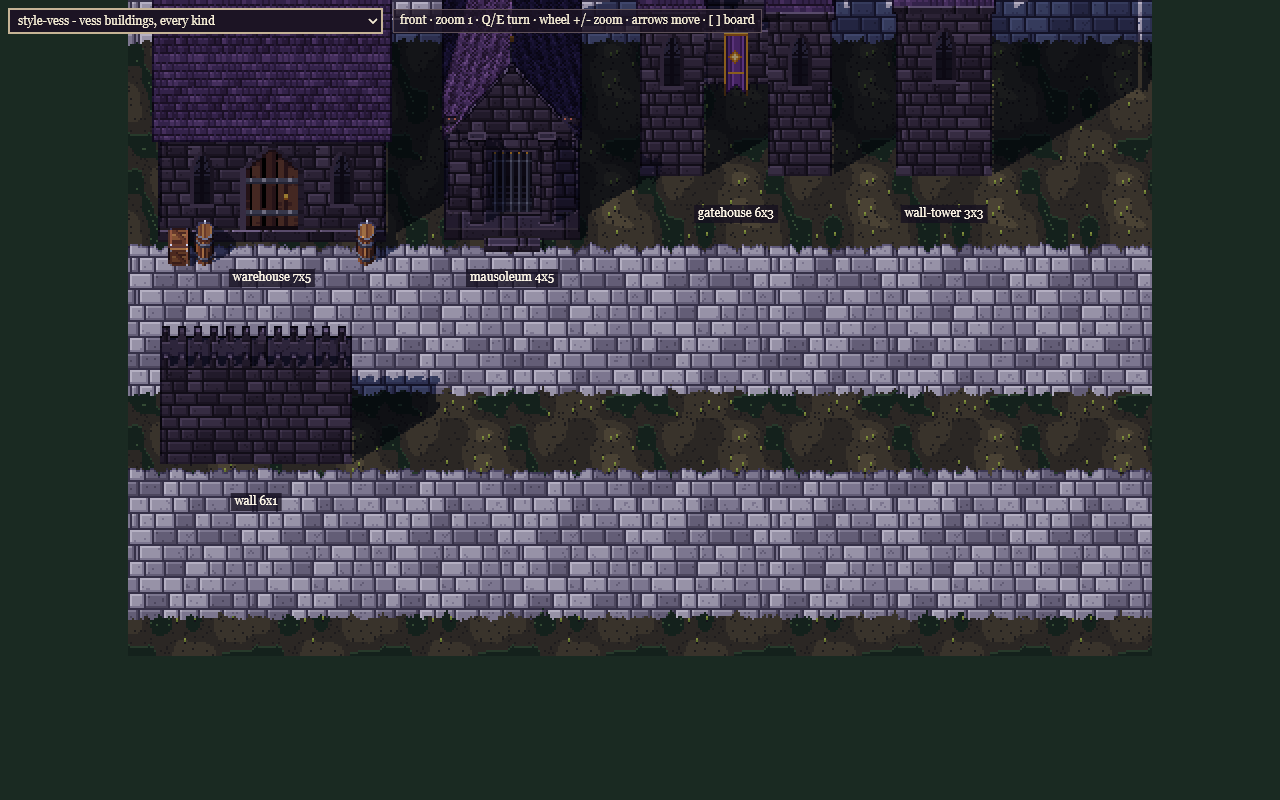 style-vess - vess buildings, every kind
front · zoom 1 · Q/E turn · wheel +/- zoom · arrows move · [ ] board
gatehouse 6x3
wall-tower 3x3
warehouse 7x5
mausoleum 4x5
wall 6x1